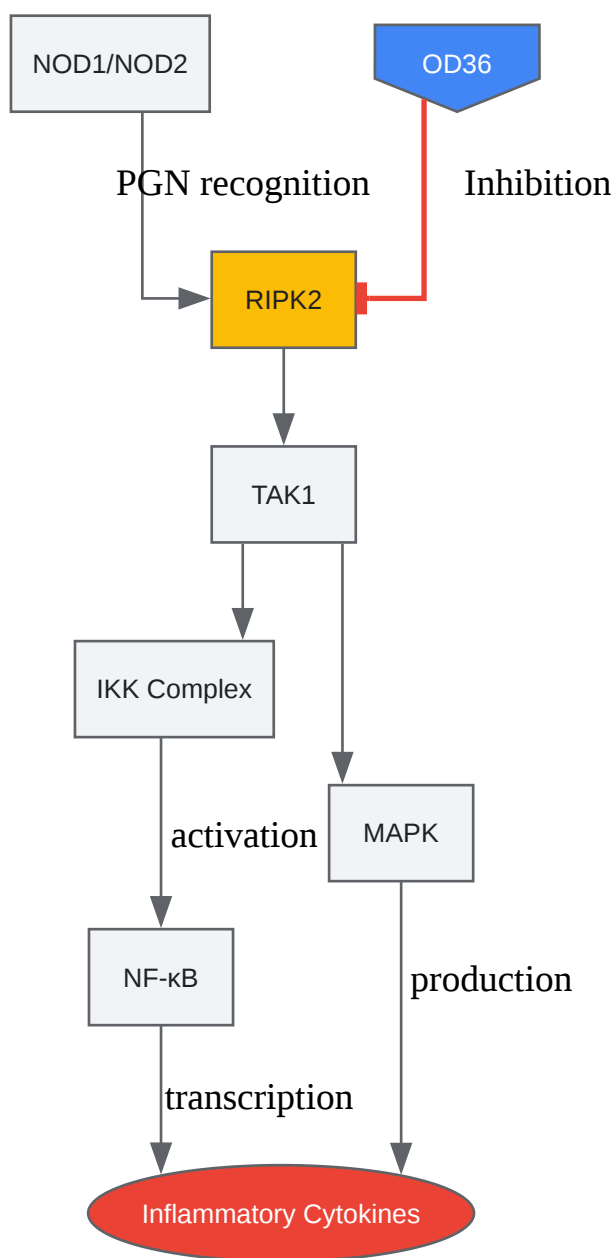 NOD1/NOD2
OD36
PGN recognition
Inhibition
RIPK2
TAK1
IKK Complex
activation
MAPK
NF-κB
production
transcription
Inflammatory Cytokines